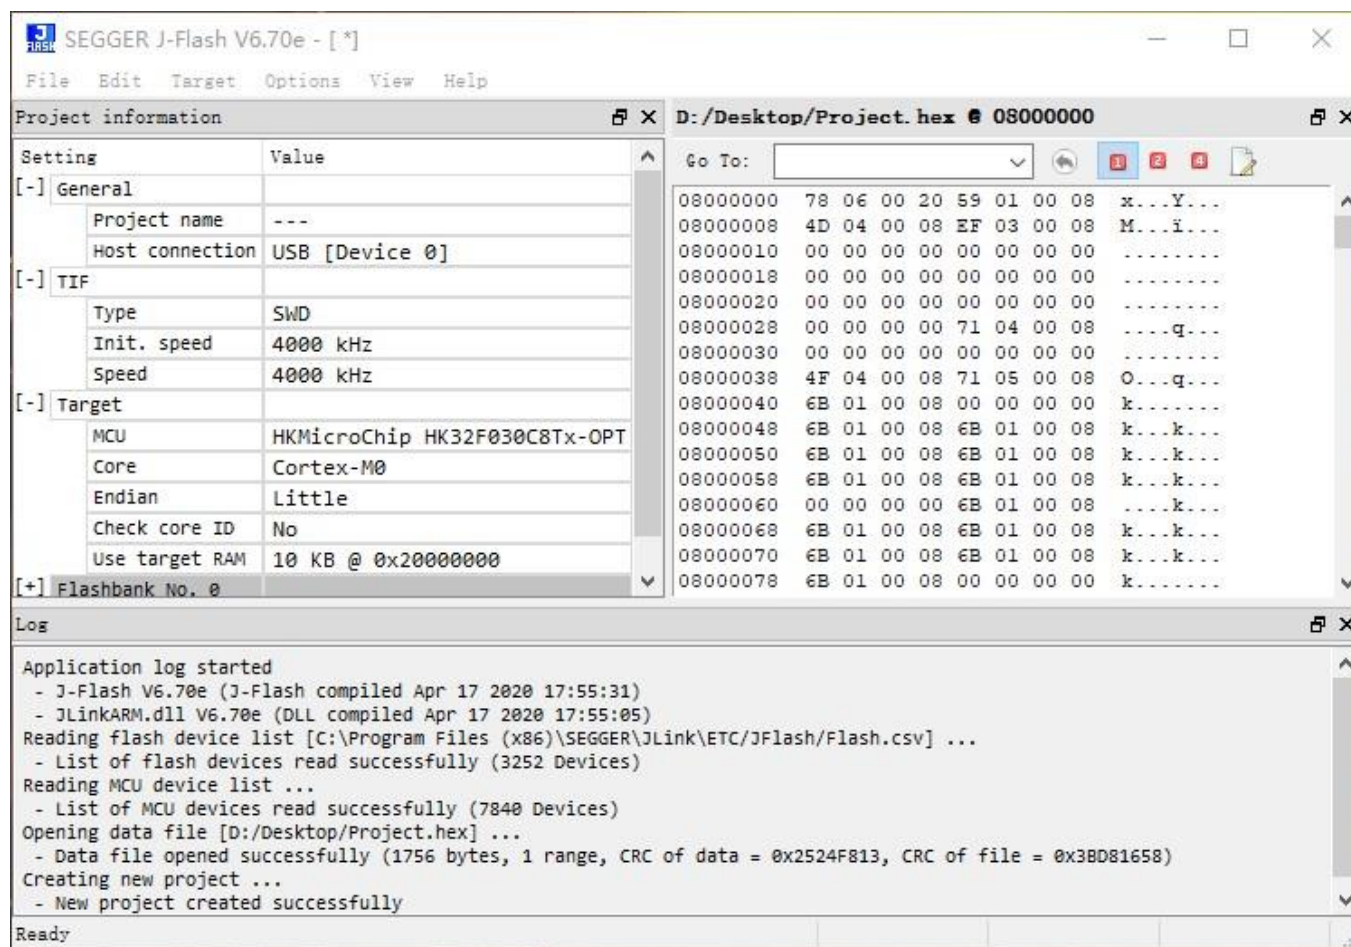 SEGGER J-Flash V6.70e - [ *]
File Edit Target Options View Help
Project information
Setting Value
[-] General
Project name ---
Host connection USB [Device 0]
[-] TIF
Type SWD
Init. speed 4000 kHz
Speed 4000 kHz
[-] Target
MCU HKMicroChip HK32F030C8Tx-OPT
Core Cortex-M0
Endian Little
Check core ID No
Use target RAM 10 KB @ 0x20000000
[+] Flashbank No. 0
D:/Desktop/Project.hex @ 08000000
Go To: 1 2 4
08000000 78 06 00 20 59 01 00 08 x...Y...
08000008 4D 04 00 08 EF 03 00 08 M...ï...
08000010 00 00 00 00 00 00 00 00 ........
08000018 00 00 00 00 00 00 00 00 ........
08000020 00 00 00 00 00 00 00 00 ........
08000028 00 00 00 00 71 04 00 08 ....q...
08000030 00 00 00 00 00 00 00 00 ........
08000038 4F 04 00 08 71 05 00 08 O...q...
08000040 6B 01 00 08 00 00 00 00 k.......
08000048 6B 01 00 08 6B 01 00 08 k...k...
08000050 6B 01 00 08 6B 01 00 08 k...k...
08000058 6B 01 00 08 6B 01 00 08 k...k...
08000060 00 00 00 00 6B 01 00 08 ....k...
08000068 6B 01 00 08 6B 01 00 08 k...k...
08000070 6B 01 00 08 6B 01 00 08 k...k...
08000078 6B 01 00 08 00 00 00 00 k.......
Log
Application log started
- J-Flash V6.70e (J-Flash compiled Apr 17 2020 17:55:31)
- JLinkARM.dll V6.70e (DLL compiled Apr 17 2020 17:55:05)
Reading flash device list [C:\Program Files (x86)\SEGGER\JLink\ETC/JFlash/Flash.csv] ...
- List of flash devices read successfully (3252 Devices)
Reading MCU device list ...
- List of MCU devices read successfully (7840 Devices)
Opening data file [D:/Desktop/Project.hex] ...
- Data file opened successfully (1756 bytes, 1 range, CRC of data = 0x2524F813, CRC of file = 0x3BD81658)
Creating new project ...
- New project created successfully
Ready